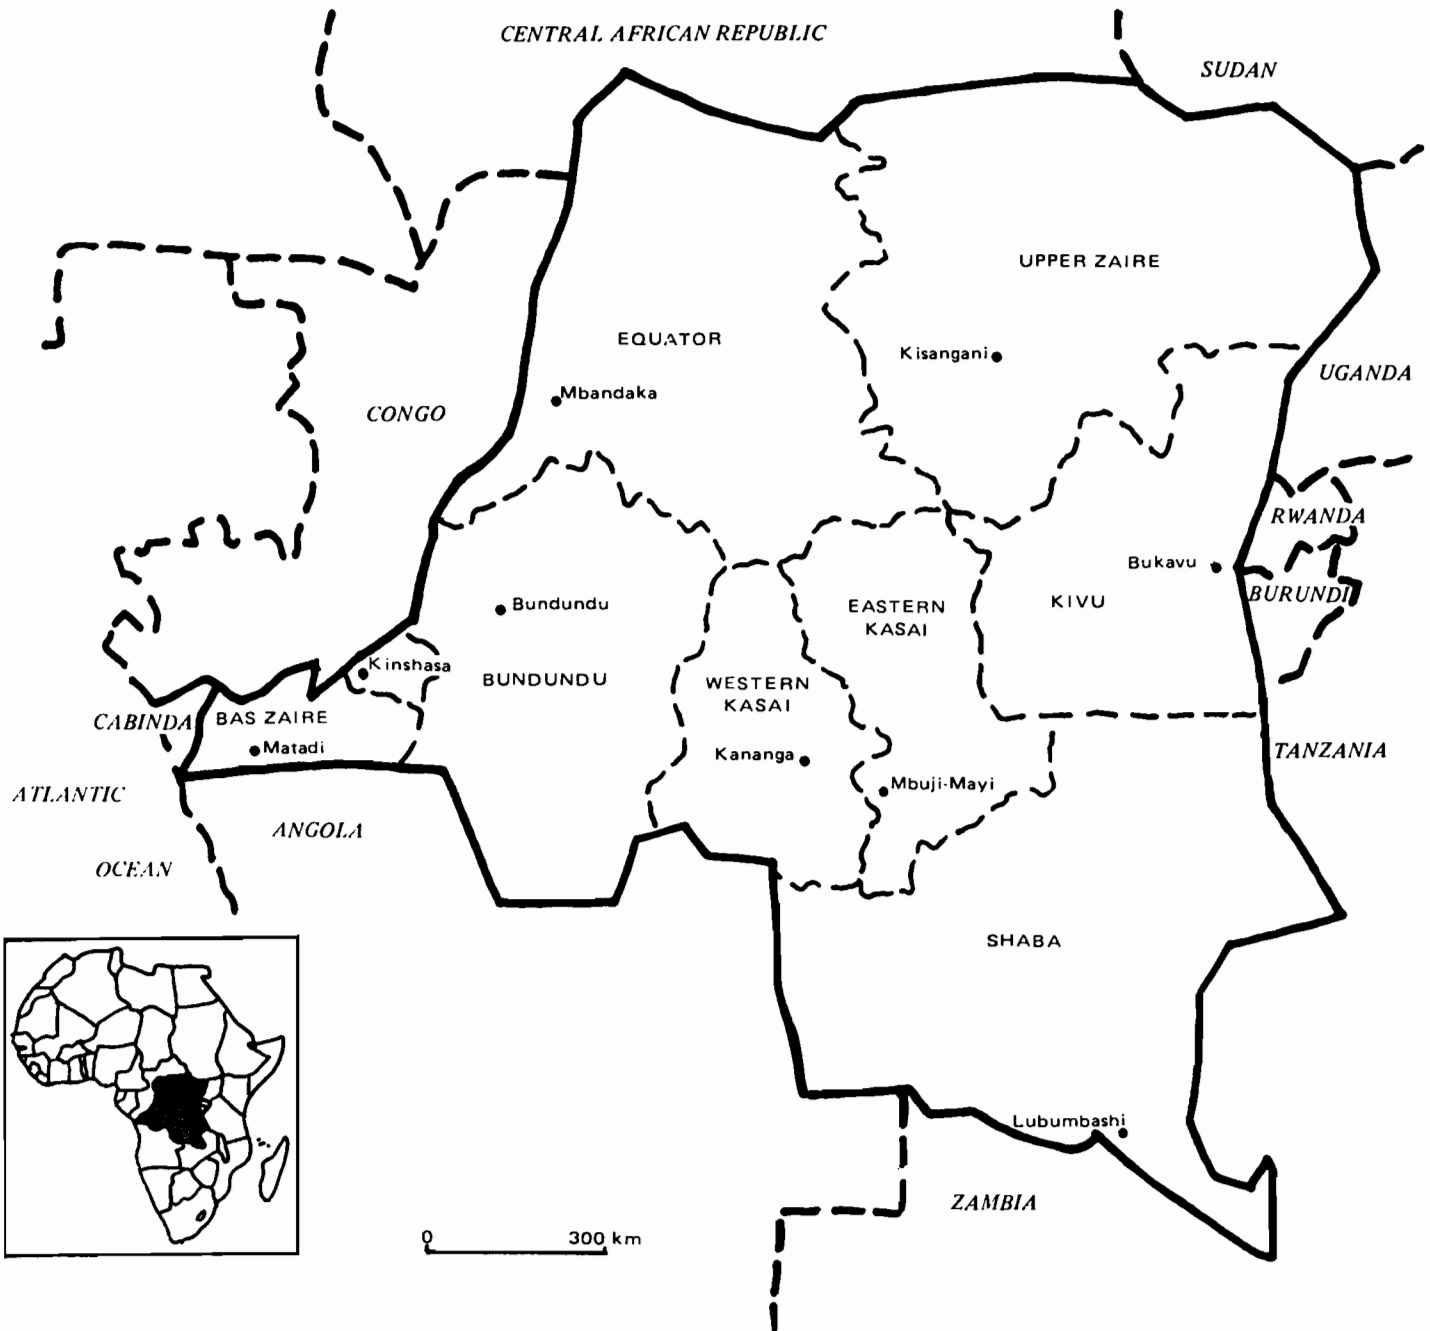 CENTRAL AFRICAN REPUBLIC
SUDAN
UPPER ZAIRE
EQUATOR
Kisangani
UGANDA
Mbandaka
CONGO
RWANDA
Bukavu
BURUNDI
KIVU
EASTERN
KASAI
Bundundu
Kinshasa
BUNDUNDU
WESTERN
KASAI
CABINDA
BAS ZAIRE
Matadi
Kananga
TANZANIA
Mbuji-Mayi
ATLANTIC
OCEAN
ANGOLA
SHABA
Lubumbashi
ZAMBIA
0 300 km